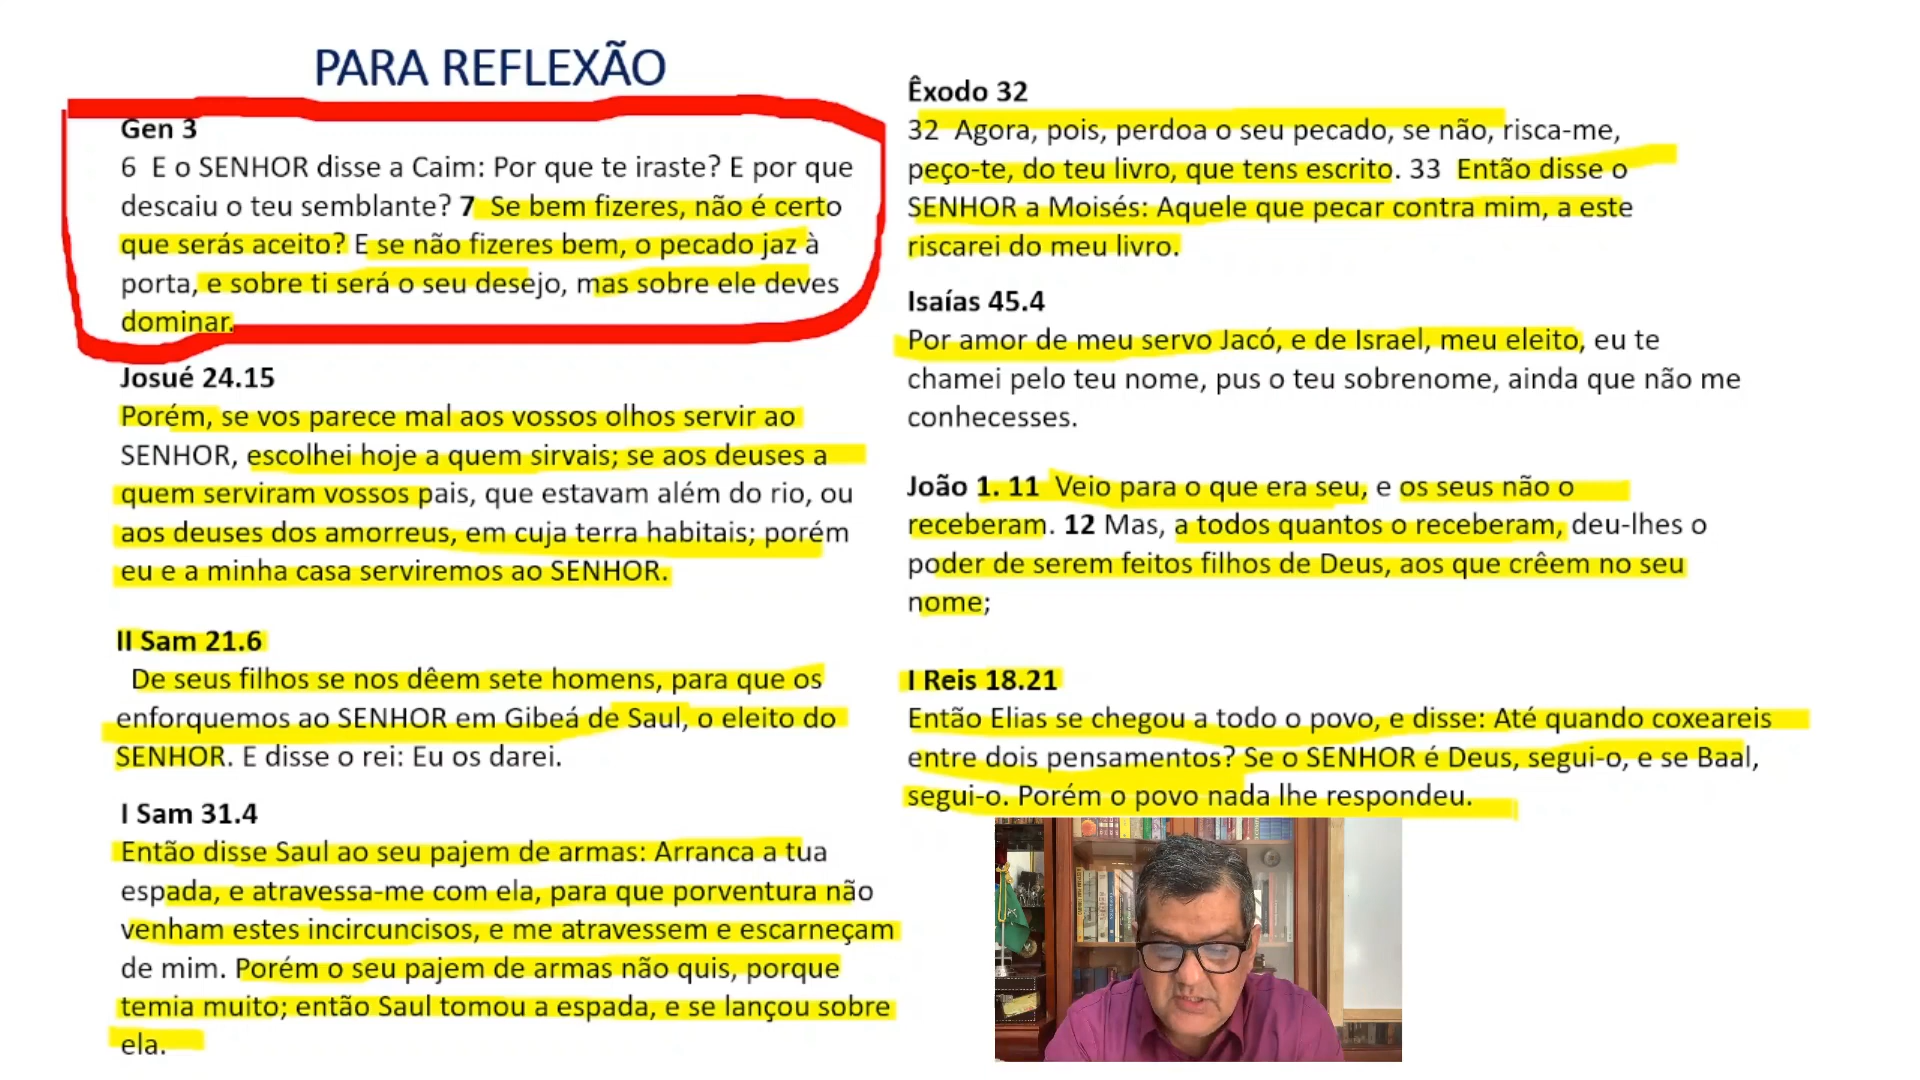 PARA REFLEXÃO
Gen 3
6 E o SENHOR disse a Caim: Por que te iraste? E por que
descaiu o teu semblante? 7 Se bem fizeres, não é certo
que serás aceito? E se não fizeres bem, o pecado jaz à
porta, e sobre ti será o seu desejo, mas sobre ele deves
dominar.
Josué 24.15
Porém, se vos parece mal aos vossos olhos servir ao
SENHOR, escolhei hoje a quem sirvais; se aos deuses a
quem serviram vossos pais, que estavam além do rio, ou
aos deuses dos amorreus, em cuja terra habitais; porém
eu e a minha casa serviremos ao SENHOR.
II Sam 21.6
De seus filhos se nos dêem sete homens, para que os
enforquemos ao SENHOR em Gibeá de Saul, o eleito do
SENHOR. E disse o rei: Eu os darei.
I Sam 31.4
Então disse Saul ao seu pajem de armas: Arranca a tua
espada, e atravessa-me com ela, para que porventura não
venham estes incircuncisos, e me atravessem e escarneçam
de mim. Porém o seu pajem de armas não quis, porque
temia muito; então Saul tomou a espada, e se lançou sobre
ela.
Êxodo 32
32 Agora, pois, perdoa o seu pecado, se não, risca-me,
peço-te, do teu livro, que tens escrito. 33 Então disse o
SENHOR a Moisés: Aquele que pecar contra mim, a este
riscarei do meu livro.
Isaías 45.4
Por amor de meu servo Jacó, e de Israel, meu eleito, eu te
chamei pelo teu nome, pus o teu sobrenome, ainda que não me
conhecesses.
João 1. 11 Veio para o que era seu, e os seus não o
receberam. 12 Mas, a todos quantos o receberam, deu-lhes o
poder de serem feitos filhos de Deus, aos que crêem no seu
nome;
I Reis 18.21
Então Elias se chegou a todo o povo, e disse: Até quando coxeareis
entre dois pensamentos? Se o SENHOR é Deus, segui-o, e se Baal,
segui-o. Porém o povo nada lhe respondeu.